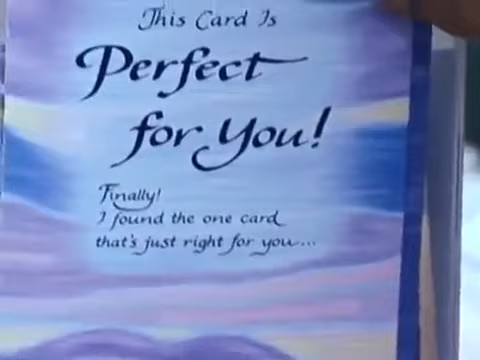 This Card Is
Perfect
for You!
Finally!
I found the one card
that's just right for you...